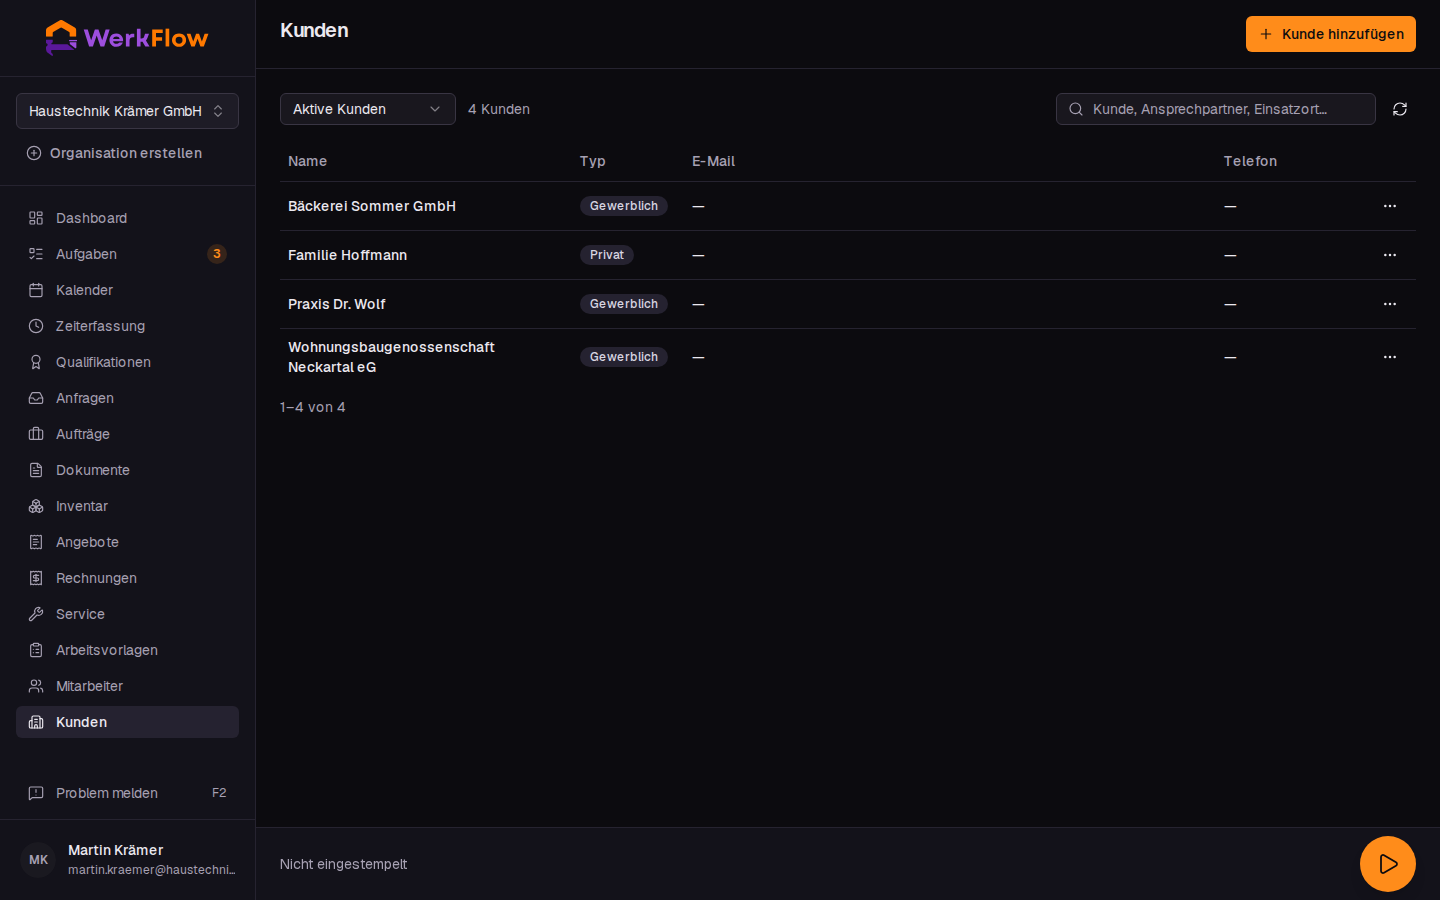 WerkFlow
Haustechnik Krämer GmbH
Organisation erstellen
Dashboard
Aufgaben 3
Kalender
Zeiterfassung
Qualifikationen
Anfragen
Aufträge
Dokumente
Inventar
Angebote
Rechnungen
Service
Arbeitsvorlagen
Mitarbeiter
Kunden
Problem melden F2
MK
Martin Krämer
martin.kraemer@haustechni…
Kunden
Kunde hinzufügen
Aktive Kunden 4 Kunden Kunde, Ansprechpartner, Einsatzort…
Name Typ E-Mail Telefon
Bäckerei Sommer GmbH Gewerblich — —
Familie Hoffmann Privat — —
Praxis Dr. Wolf Gewerblich — —
Wohnungsbaugenossenschaft
Neckartal eG Gewerblich — —
1–4 von 4
Nicht eingestempelt